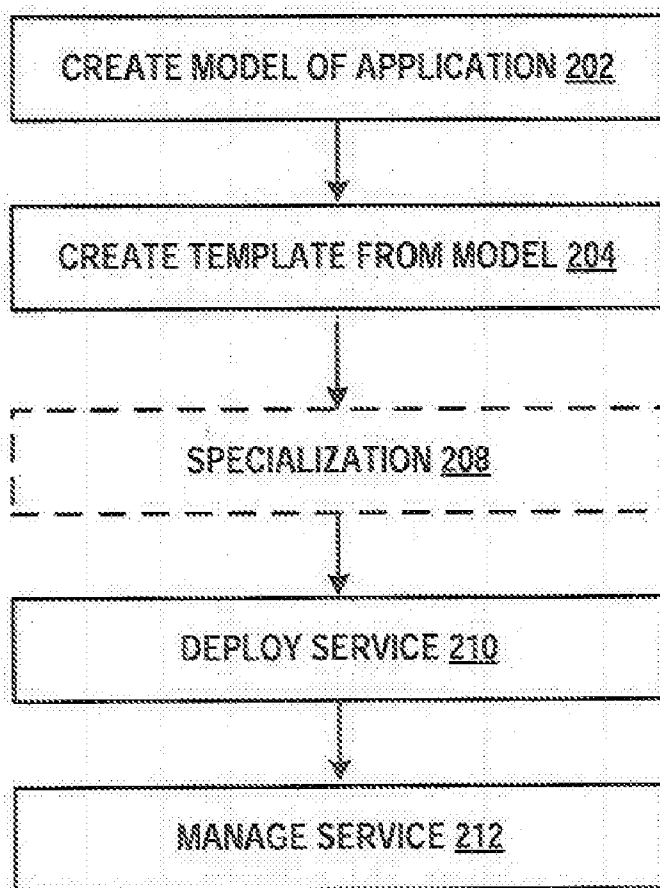 CREATE MODEL OF APPLICATION 202
CREATE TEMPLATE FROM MODEL 204
SPECIALIZATION 208
DEPLOY SERVICE 210
MANAGE SERVICE 212